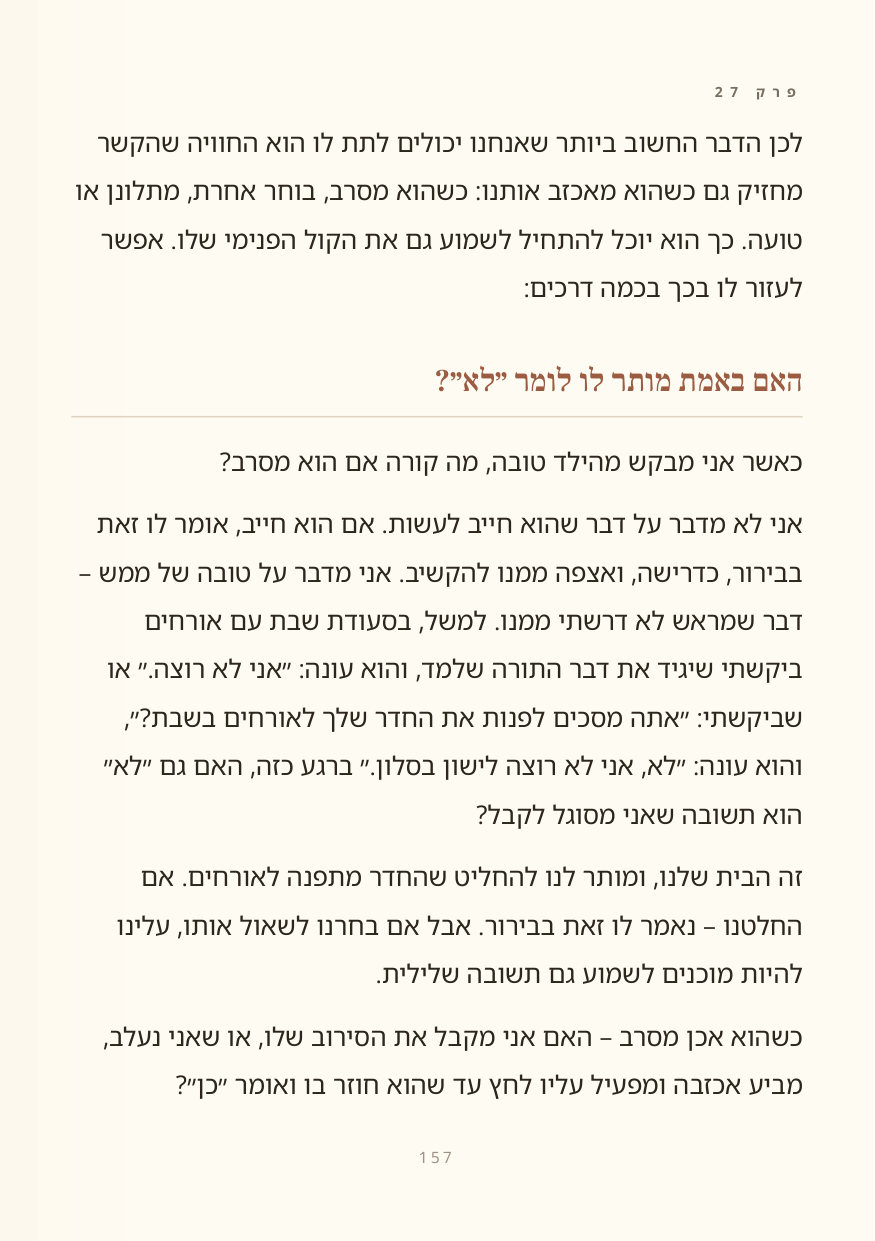 פרק 27
לכן הדבר החשוב ביותר שאנחנו יכולים לתת לו הוא החוויה שהקשר
מחזיק גם כשהוא מאכזב אותנו: כשהוא מסרב, בוחר אחרת, מתלונן או
טועה. כך הוא יוכל להתחיל לשמוע גם את הקול הפנימי שלו. אפשר
לעזור לו בכך בכמה דרכים:
האם באמת מותר לו לומר ״לא״?
כאשר אני מבקש מהילד טובה, מה קורה אם הוא מסרב?
אני לא מדבר על דבר שהוא חייב לעשות. אם הוא חייב, אומר לו זאת
בבירור, כדרישה, ואצפה ממנו להקשיב. אני מדבר על טובה של ממש –
דבר שמראש לא דרשתי ממנו. למשל, בסעודת שבת עם אורחים
ביקשתי שיגיד את דבר התורה שלמד, והוא עונה: ״אני לא רוצה.״ או
שביקשתי: ״אתה מסכים לפנות את החדר שלך לאורחים בשבת?״,
והוא עונה: ״לא, אני לא רוצה לישון בסלון.״ ברגע כזה, האם גם ״לא״
הוא תשובה שאני מסוגל לקבל?
זה הבית שלנו, ומותר לנו להחליט שהחדר מתפנה לאורחים. אם
החלטנו – נאמר לו זאת בבירור. אבל אם בחרנו לשאול אותו, עלינו
להיות מוכנים לשמוע גם תשובה שלילית.
כשהוא אכן מסרב – האם אני מקבל את הסירוב שלו, או שאני נעלב,
מביע אכזבה ומפעיל עליו לחץ עד שהוא חוזר בו ואומר ״כן״?
157